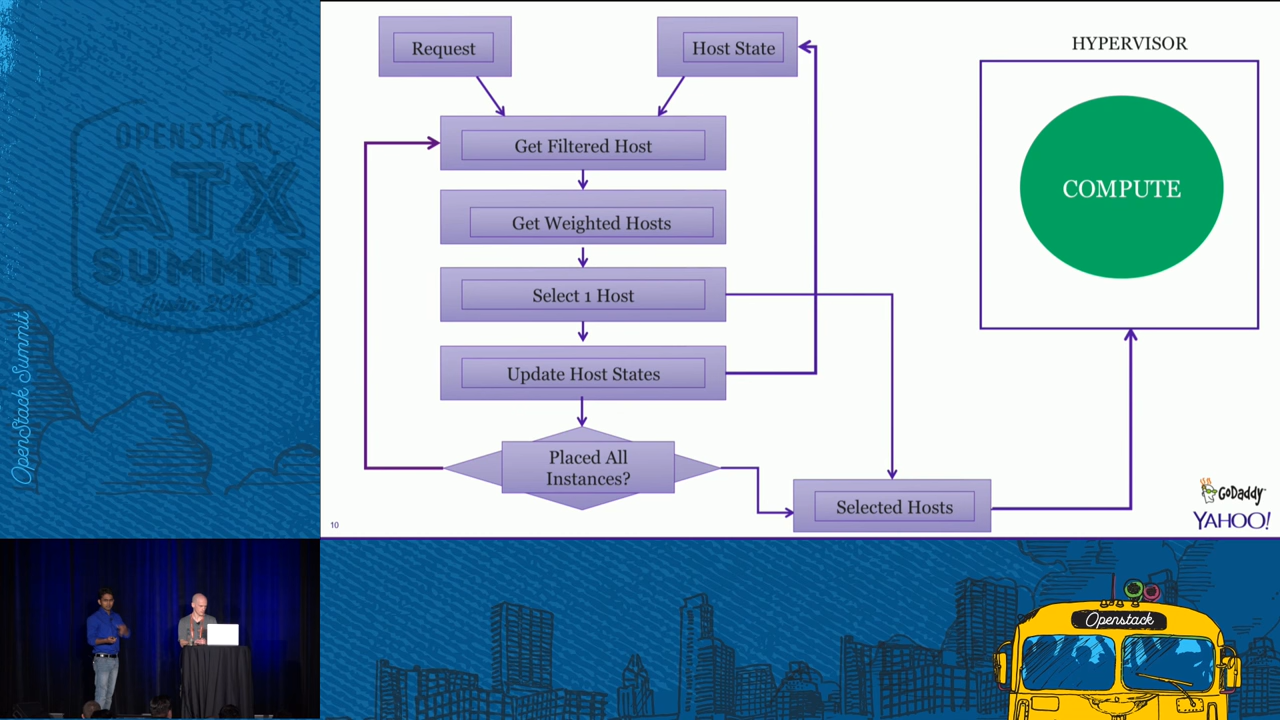 OPENSTACK
ATX
SUMMIT
OpenStack Summit
Request
Host State
HYPERVISOR
Get Filtered Host
COMPUTE
Get Weighted Hosts
Select 1 Host
Update Host States
Placed All
Instances?
Selected Hosts
10
GoDaddy
YAHOO!
Openstack